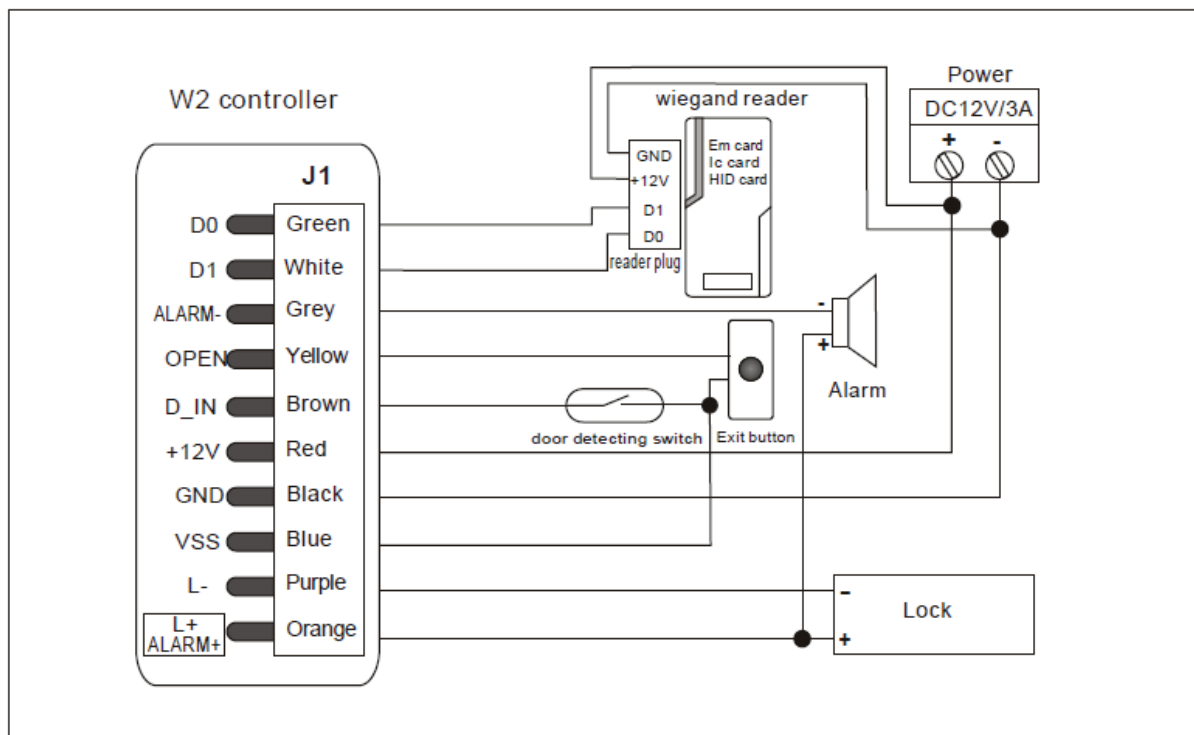 Power
W2 controller
wiegand reader
DC12V/3A
+ -
GND
+12V
D1
D0
reader plug
Em card
Ic card
HID card
J1
D0 Green
D1 White
ALARM- Grey
OPEN Yellow
D_IN Brown
+12V Red
GND Black
VSS Blue
L- Purple
L+
ALARM+
Orange
-
+
Alarm
door detecting switch
Exit button
-
Lock
+